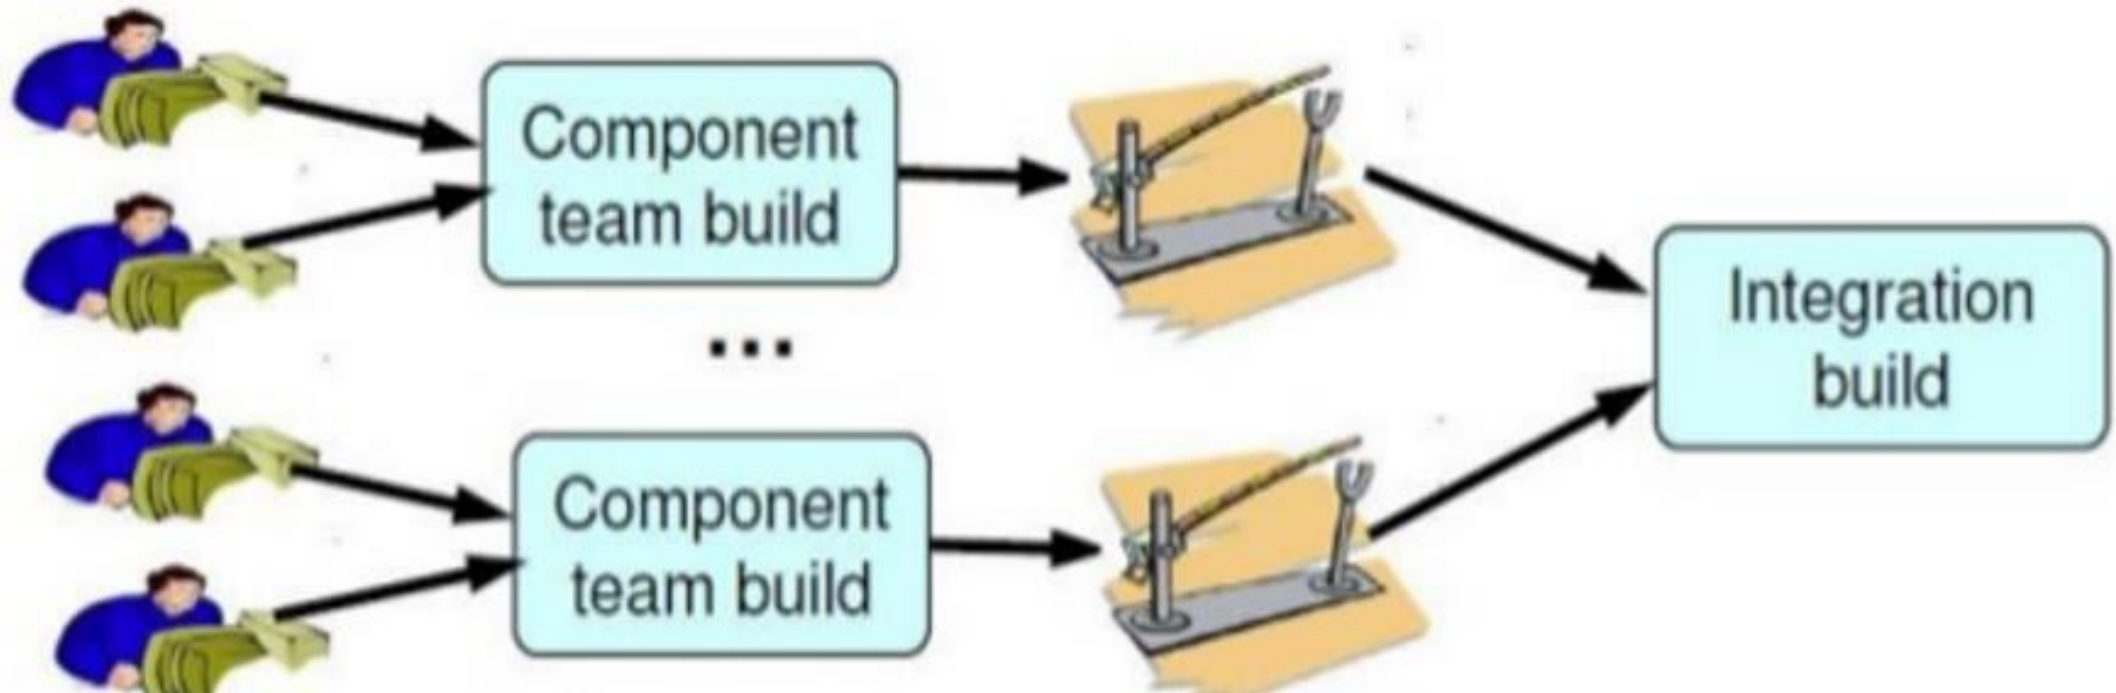 Component
team build
...
Component
team build
Integration
build